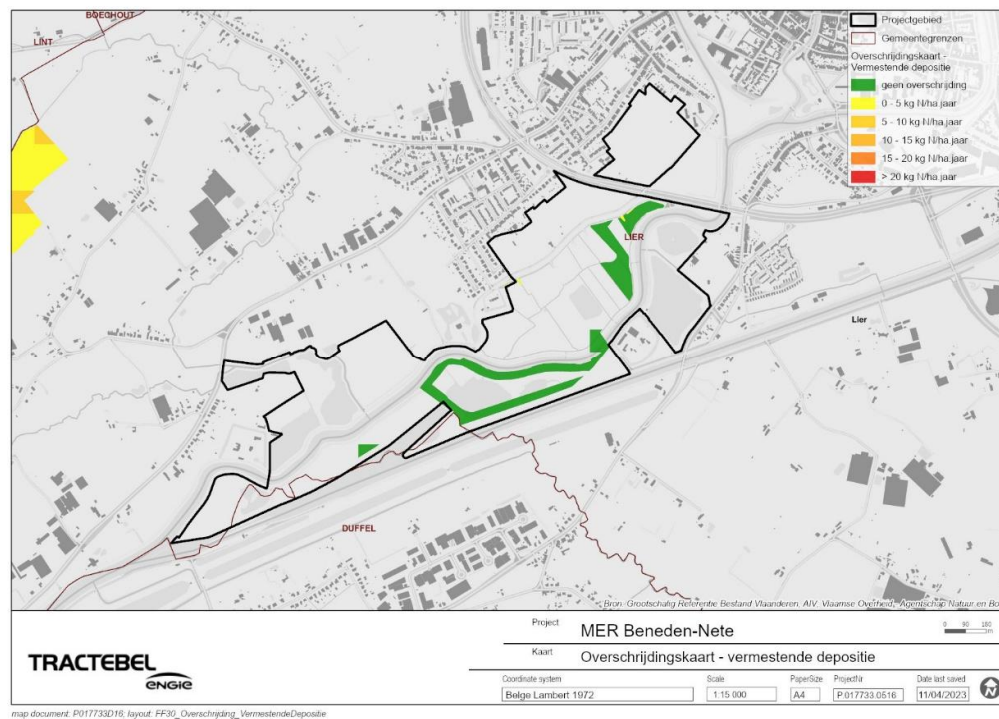 BOECHOUT
LINT
Projectgebied
Gemeentegrenzen
Overschrijdingskaart -
Vermestende depositie
geen overschrijding
0 - 5 kg N/ha.jaar
5 - 10 kg N/ha.jaar
10 - 15 kg N/ha.jaar
15 - 20 kg N/ha.jaar
> 20 kg N/ha.jaar
LIER
Lier
DUFFEL
Bron: Grootschalig Referentie Bestand Vlaanderen, AIV, Vlaamse Overheid, Agentschap Natuur en Bo
Project MER Beneden-Nete
0 90 180
m
Kaart Overschrijdingskaart - vermestende depositie
TRACTEBEL
ENGIE
Coordinate system Scale PaperSize ProjectNr Date last saved
Belge Lambert 1972 1:15 000 A4 P.017733.0516 11/04/2023
N
map document: P017733D16; layout: FF30_Overschrijding_VermestendeDepositie